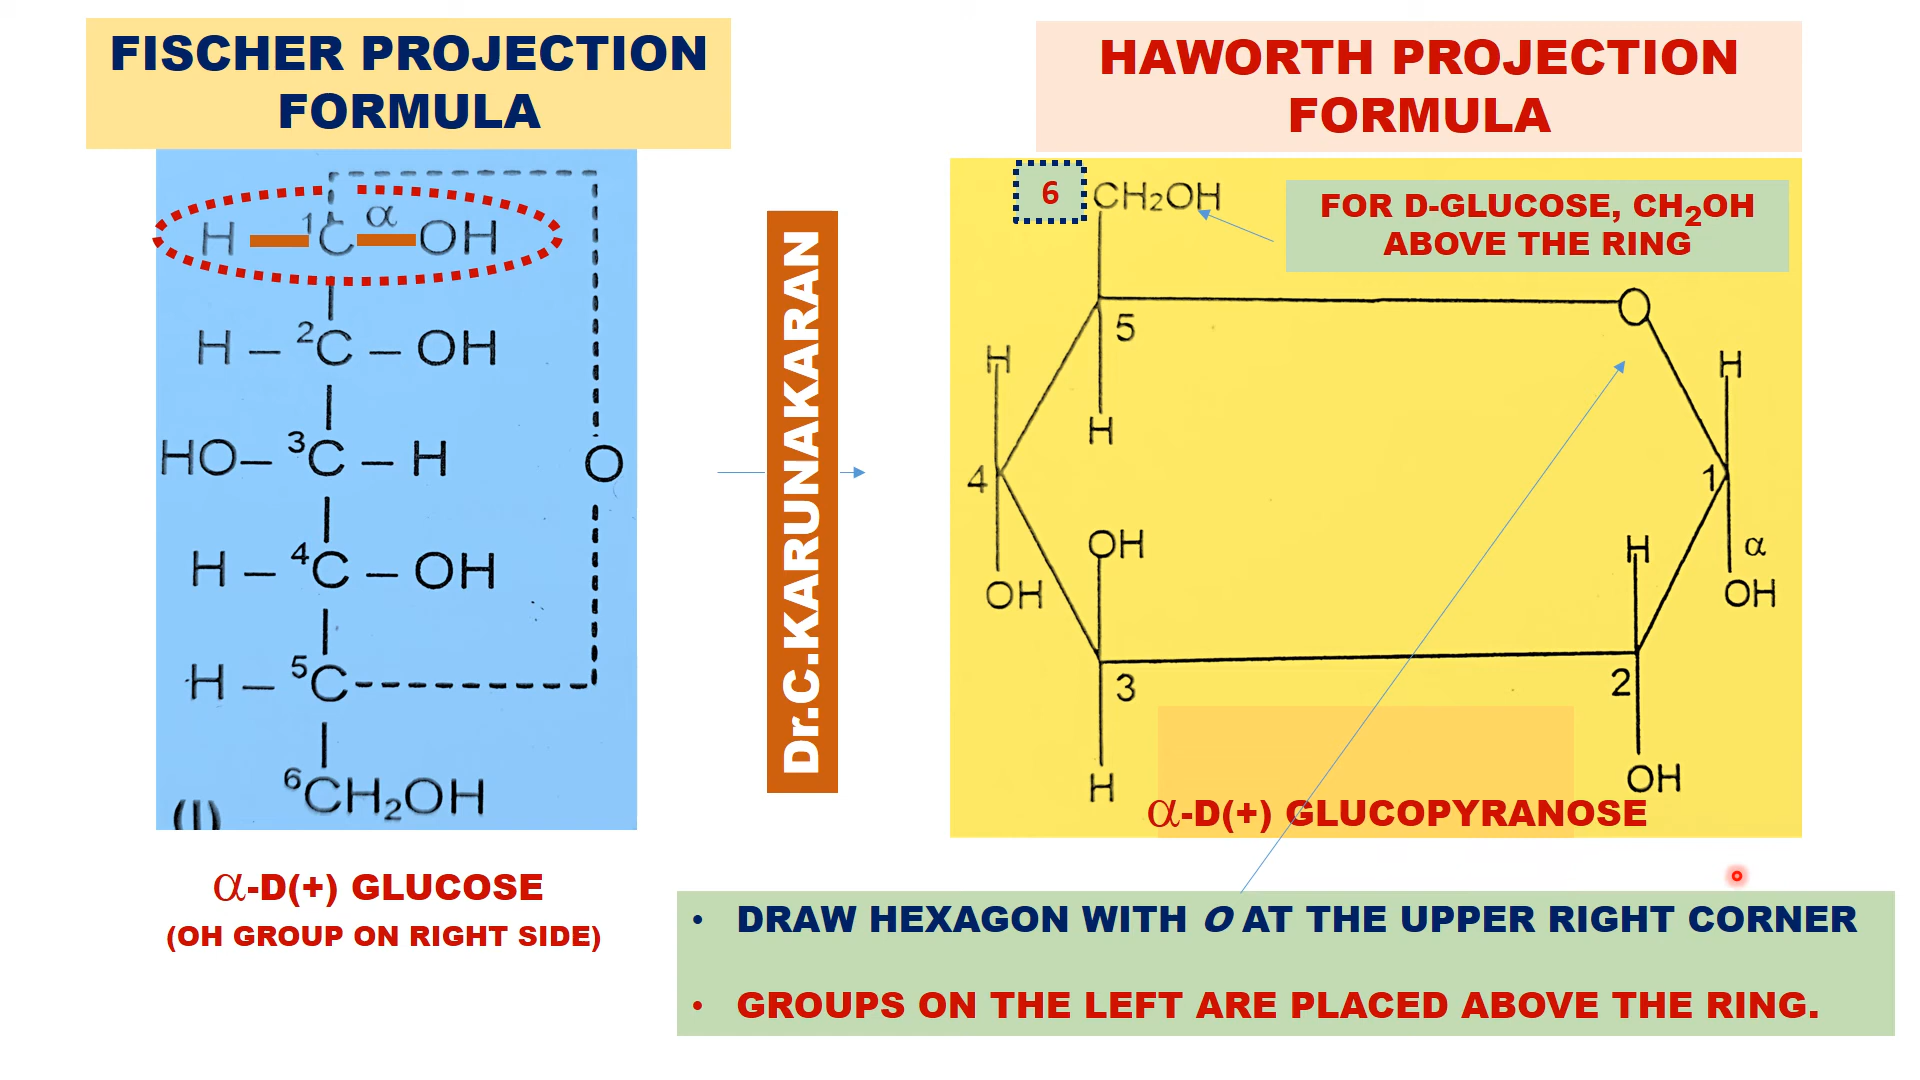 FISCHER PROJECTION
FORMULA
H 1C α OH
H – 2C – OH
HO– 3C – H
O
H – 4C – OH
H – 5C
6CH₂OH
(I)
α-D(+) GLUCOSE
(OH GROUP ON RIGHT SIDE)
Dr.C.KARUNAKARAN
HAWORTH PROJECTION
FORMULA
6 CH₂OH
FOR D-GLUCOSE, CH₂OH
ABOVE THE RING
5 O
H H
H
4 1
OH H α
OH OH
3 2
H OH
α-D(+) GLUCOPYRANOSE
• DRAW HEXAGON WITH O AT THE UPPER RIGHT CORNER
• GROUPS ON THE LEFT ARE PLACED ABOVE THE RING.